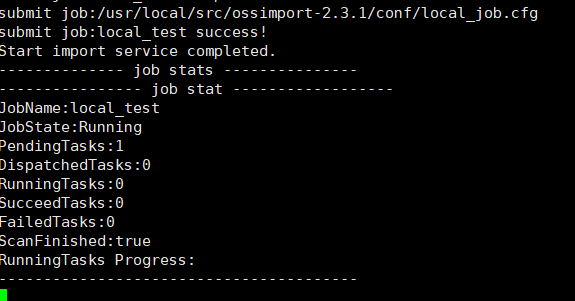 submit job:/usr/local/src/ossimport-2.3.1/conf/local_job.cfg
submit job:local_test success!
Start import service completed.
-------------- job stats ---------------
---------------- job stat ------------------
JobName:local_test
JobState:Running
PendingTasks:1
DispatchedTasks:0
RunningTasks:0
SucceedTasks:0
FailedTasks:0
ScanFinished:true
RunningTasks Progress:
-----------------------------------------